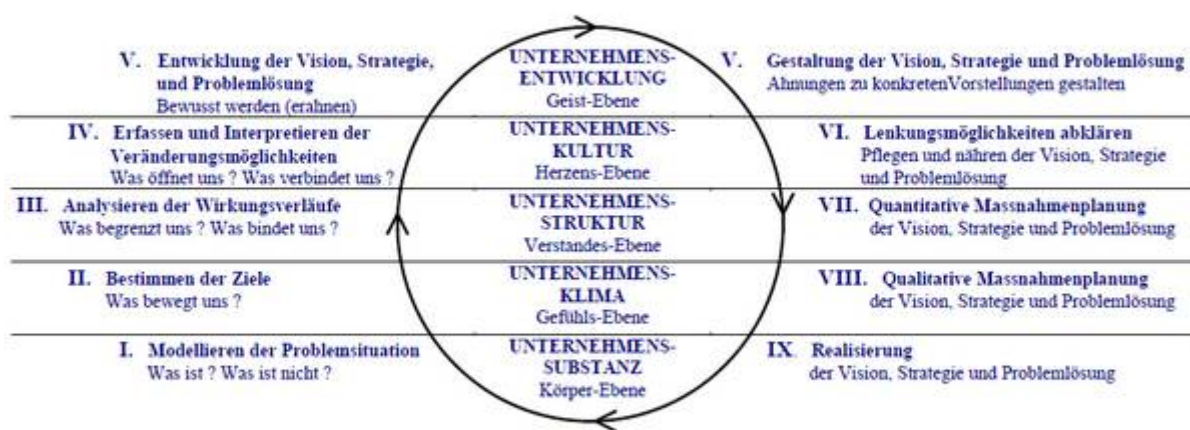 V. Entwicklung der Vision, Strategie,
und Problemlösung
Bewusst werden (erahnen)
UNTERNEHMENS-
ENTWICKLUNG
Geist-Ebene
V. Gestaltung der Vision, Strategie und Problemlösung
Ahnungen zu konkretenVorstellungen gestalten
IV. Erfassen und Interpretieren der
Veränderungsmöglichkeiten
Was öffnet uns ? Was verbindet uns ?
UNTERNEHMENS-
KULTUR
Herzens-Ebene
VI. Lenkungsmöglichkeiten abklären
Pflegen und nähren der Vision, Strategie
und Problemlösung
III. Analysieren der Wirkungsverläufe
Was begrenzt uns ? Was bindet uns ?
UNTERNEHMENS-
STRUKTUR
Verstandes-Ebene
VII. Quantitative Massnahmenplanung
der Vision, Strategie und Problemlösung
II. Bestimmen der Ziele
Was bewegt uns ?
UNTERNEHMENS-
KLIMA
Gefühls-Ebene
VIII. Qualitative Massnahmenplanung
der Vision, Strategie und Problemlösung
I. Modellieren der Problemsituation
Was ist ? Was ist nicht ?
UNTERNEHMENS-
SUBSTANZ
Körper-Ebene
IX. Realisierung
der Vision, Strategie und Problemlösung